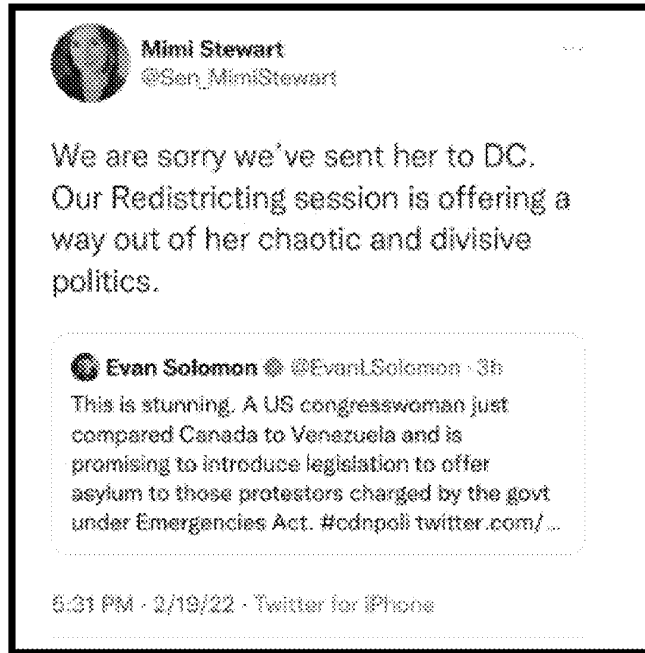 Mimi Stewart
@Sen_MimiStewart
We are sorry we've sent her to DC.
Our Redistricting session is offering a
way out of her chaotic and divisive
politics.
Evan Solomon @EvanLSolomon · 3h
This is stunning. A US congresswoman just
compared Canada to Venezuela and is
promising to introduce legislation to offer
asylum to those protestors charged by the govt
under Emergencies Act. #cdnpoli twitter.com/...
5:31 PM · 2/19/22 · Twitter for iPhone